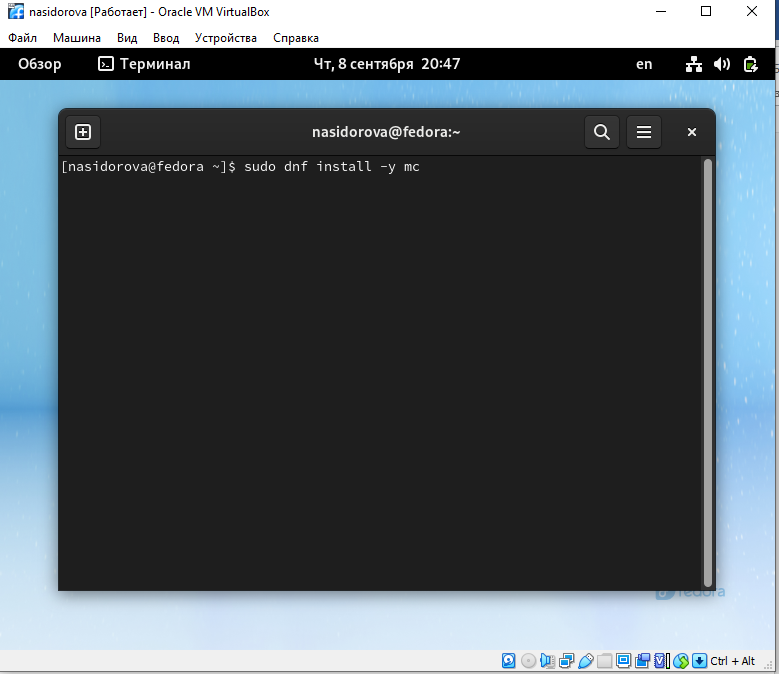 nasidorova [Работает] - Oracle VM VirtualBox
Файл Машина Вид Ввод Устройства Справка
Обзор Терминал Чт, 8 сентября 20:47 en
nasidorova@fedora:~
[nasidorova@fedora ~]$ sudo dnf install -y mc
fedora
Ctrl + Alt